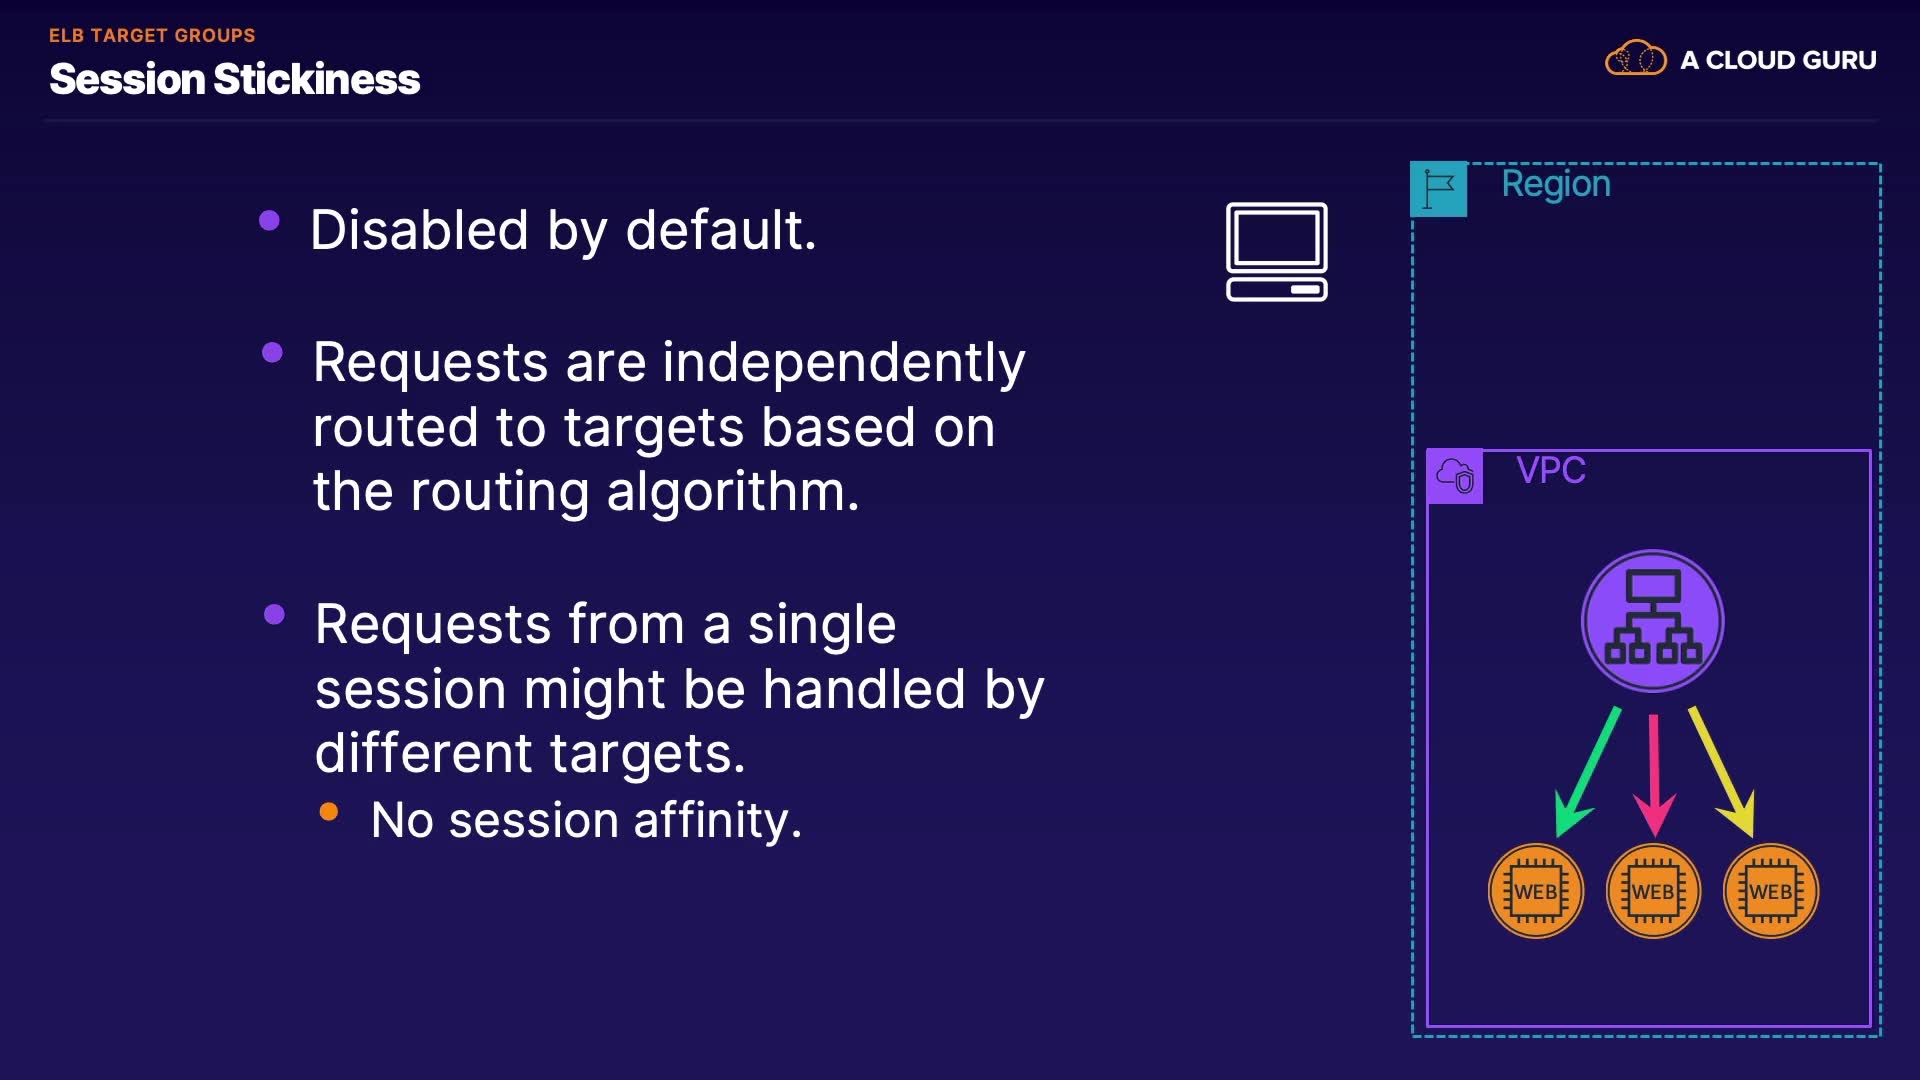 ELB TARGET GROUPS
Session Stickiness
A CLOUD GURU
Disabled by default.
Requests are independently
routed to targets based on
the routing algorithm.
Requests from a single
session might be handled by
different targets.
No session affinity.
Region
VPC
WEB
WEB
WEB